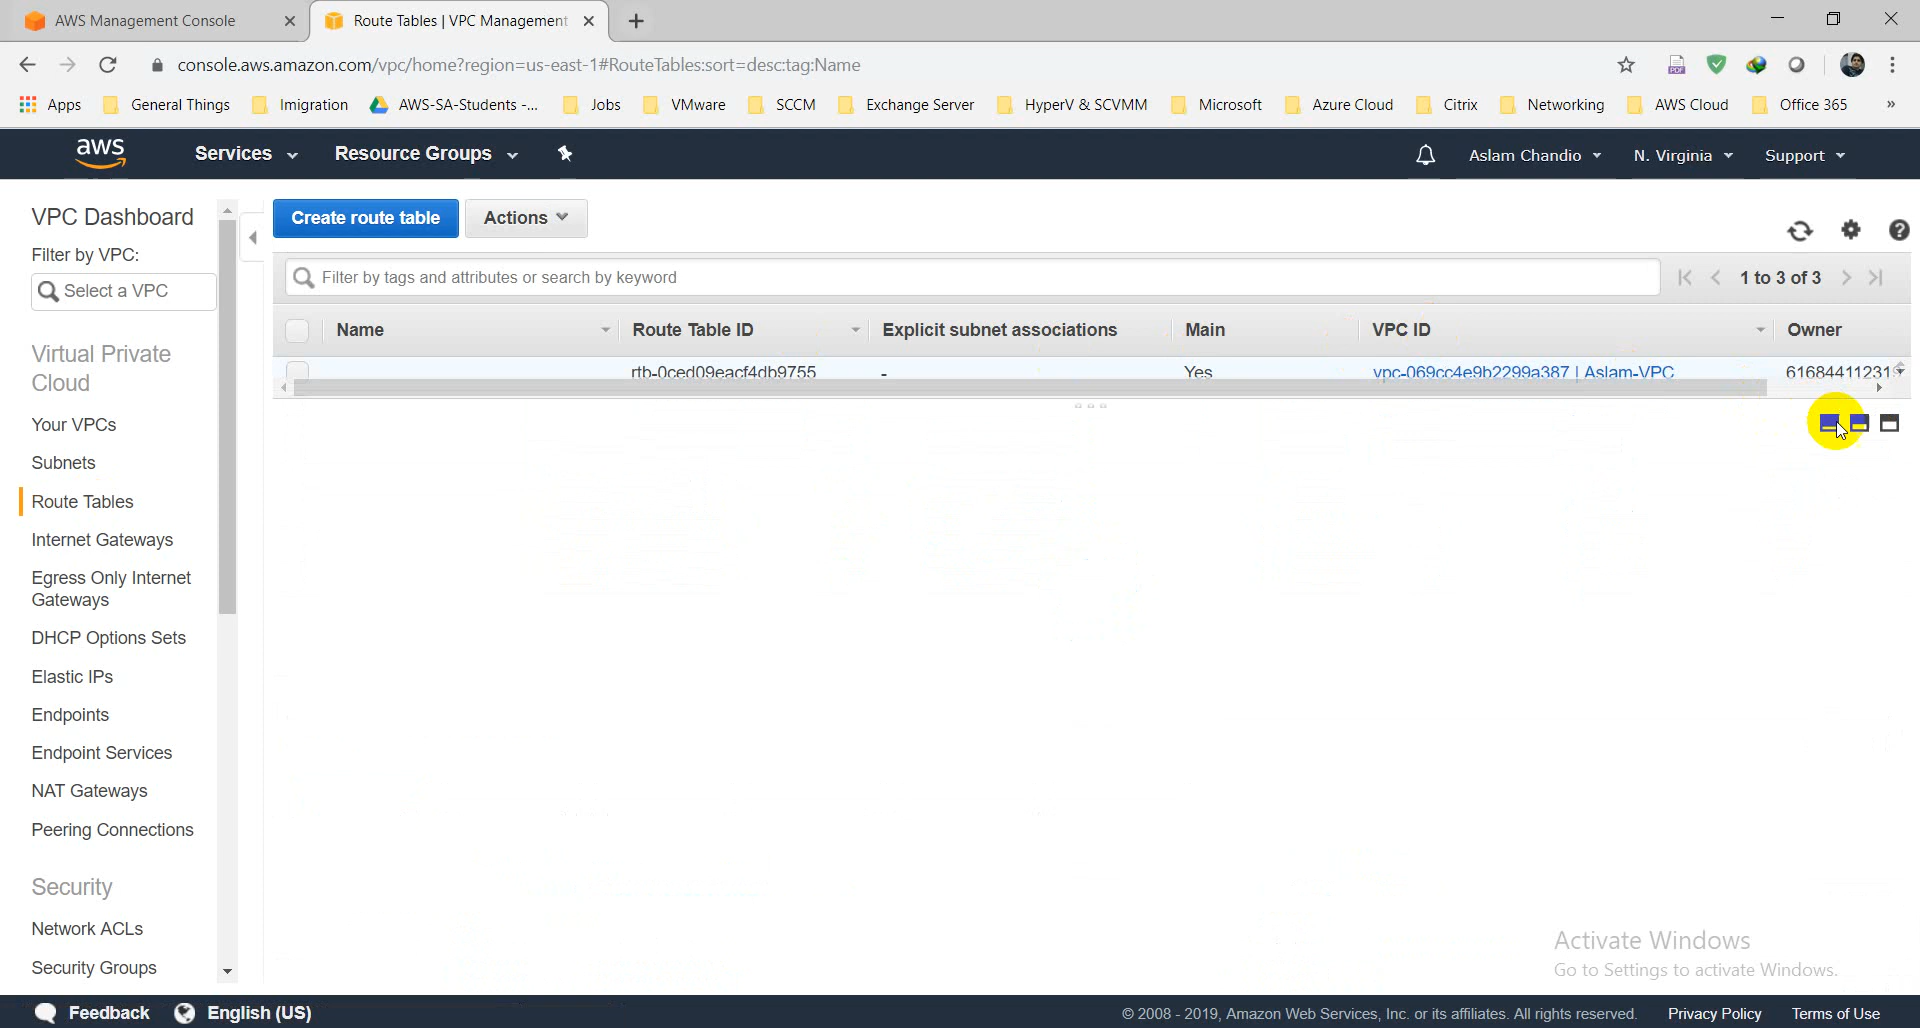 AWS Management Console
Route Tables | VPC Management
console.aws.amazon.com/vpc/home?region=us-east-1#RouteTables:sort=desc:tag:Name
Apps General Things Imigration AWS-SA-Students -... Jobs VMware SCCM Exchange Server HyperV & SCVMM Microsoft Azure Cloud Citrix Networking AWS Cloud Office 365 »
aws Services Resource Groups Aslam Chandio N. Virginia Support
VPC Dashboard
Filter by VPC:
Select a VPC
Virtual Private
Cloud
Your VPCs
Subnets
Route Tables
Internet Gateways
Egress Only Internet
Gateways
DHCP Options Sets
Elastic IPs
Endpoints
Endpoint Services
NAT Gateways
Peering Connections
Security
Network ACLs
Security Groups
Create route table Actions
Filter by tags and attributes or search by keyword
1 to 3 of 3
Name Route Table ID Explicit subnet associations Main VPC ID Owner
rtb-0ced09eacf4db9755 - Yes vpc-069cc4e9b2299a387 | Aslam-VPC
Activate Windows
Go to Settings to activate Windows.
Feedback English (US)
© 2008 - 2019, Amazon Web Services, Inc. or its affiliates. All rights reserved. Privacy Policy Terms of Use